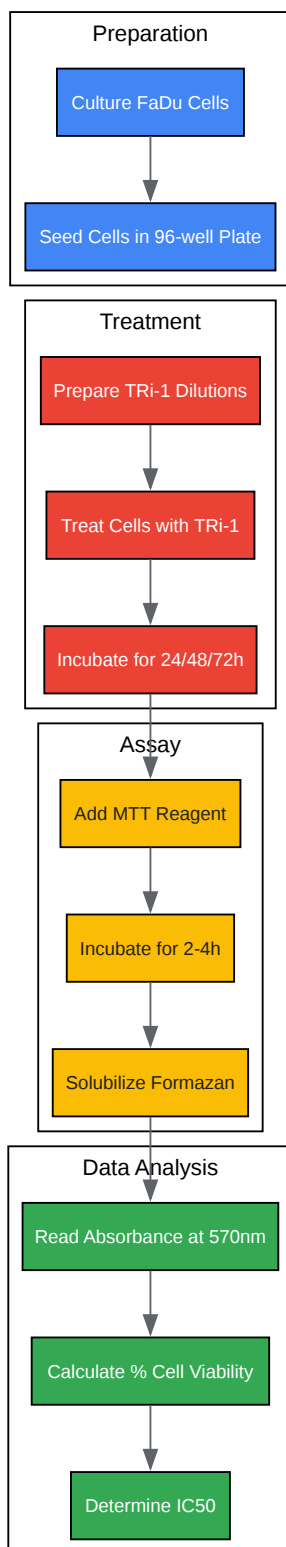 Preparation
Culture FaDu Cells
Seed Cells in 96-well Plate
Treatment
Prepare TRi-1 Dilutions
Treat Cells with TRi-1
Incubate for 24/48/72h
Assay
Add MTT Reagent
Incubate for 2-4h
Solubilize Formazan
Data Analysis
Read Absorbance at 570nm
Calculate % Cell Viability
Determine IC50